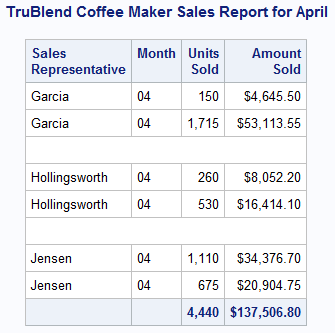 TruBlend Coffee Maker Sales Report for April
Sales Representative Month Units Sold Amount Sold
Garcia 04 150 $4,645.50
Garcia 04 1,715 $53,113.55
Hollingsworth 04 260 $8,052.20
Hollingsworth 04 530 $16,414.10
Jensen 04 1,110 $34,376.70
Jensen 04 675 $20,904.75
4,440 $137,506.80